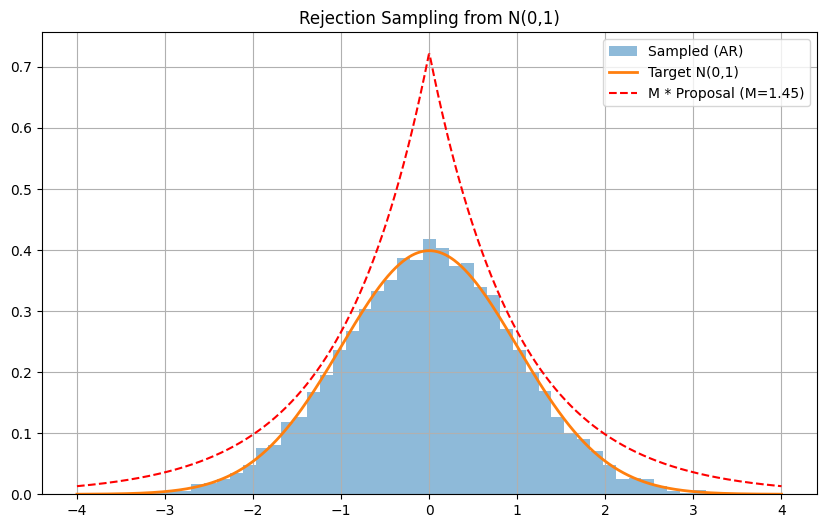 Rejection Sampling from N(0,1)
Sampled (AR)
Target N(0,1)
M * Proposal (M=1.45)
0.7
0.6
0.5
0.4
0.3
0.2
0.1
0.0
−4 −3 −2 −1 0 1 2 3 4